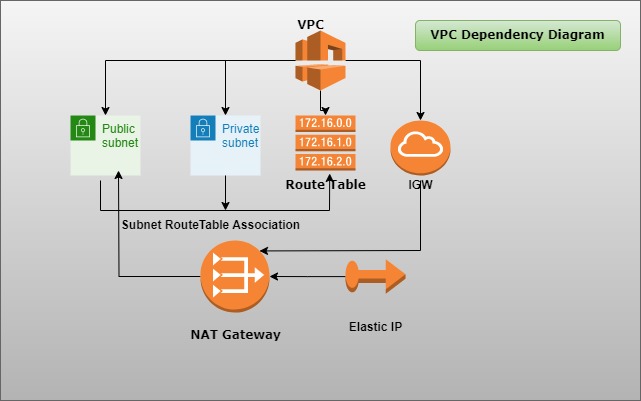 VPC
VPC Dependency Diagram
Public
subnet
Private
subnet
172.16.0.0
172.16.1.0
172.16.2.0
Route Table
IGW
Subnet RouteTable Association
NAT Gateway
Elastic IP